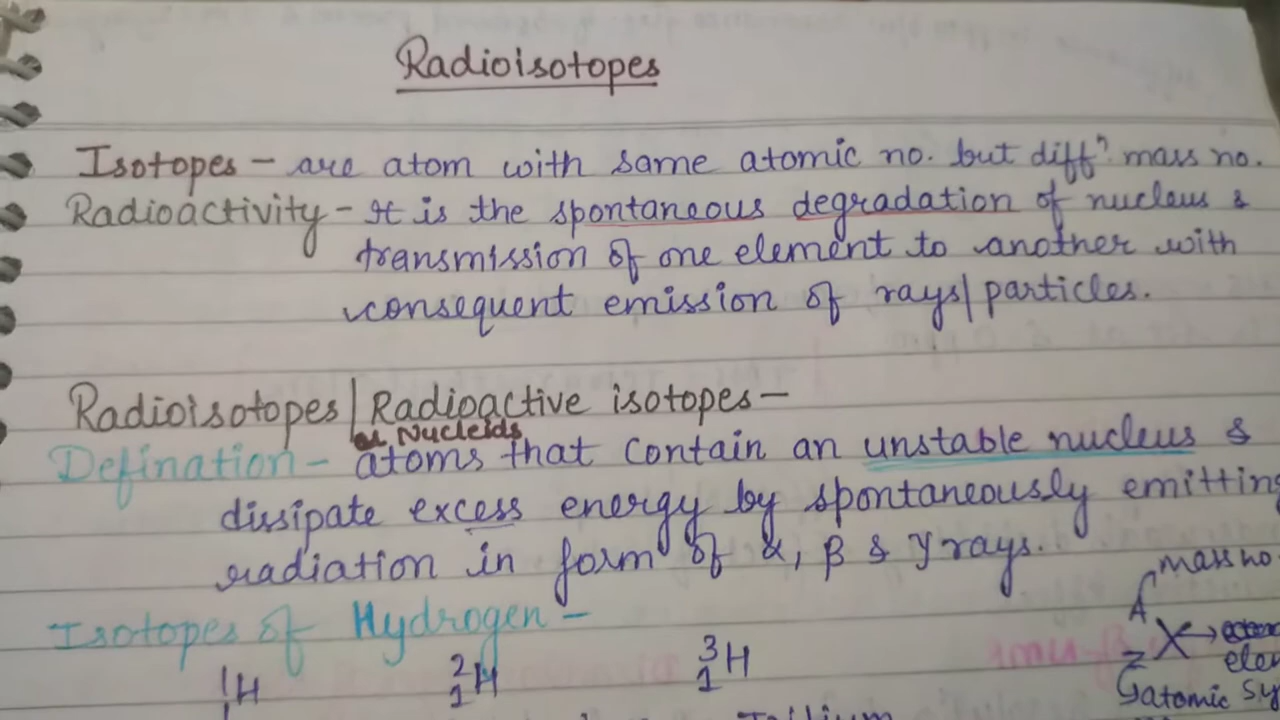 Radioisotopes
Isotopes - are atom with same atomic no. but diffⁿ. mass no.
Radioactivity - It is the spontaneous degradation of nucleus &
transmission of one element to another with
consequent emission of rays/particles.
Radioisotopes/Radioactive isotopes -
or Nucleids
Defination - atoms that contain an unstable nucleus &
dissipate excess energy by spontaneously emitting
radiation in form of α, β & γ rays.
mass no
Isotopes of Hydrogen -
A
Z X →
¹₁H ²₁H ³₁H
atomic